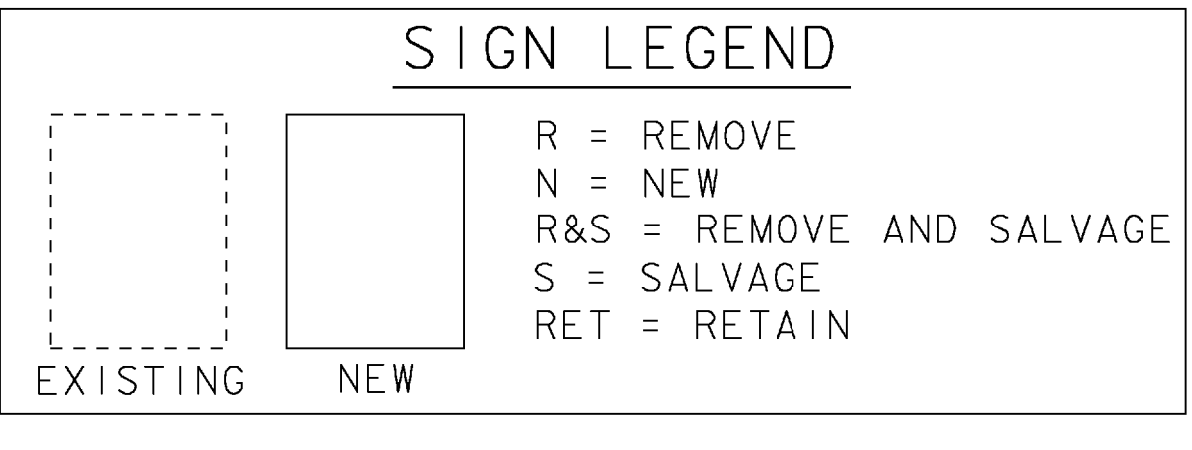 SIGN LEGEND
R = REMOVE
N = NEW
R&S = REMOVE AND SALVAGE
S = SALVAGE
RET = RETAIN
EXISTING
NEW